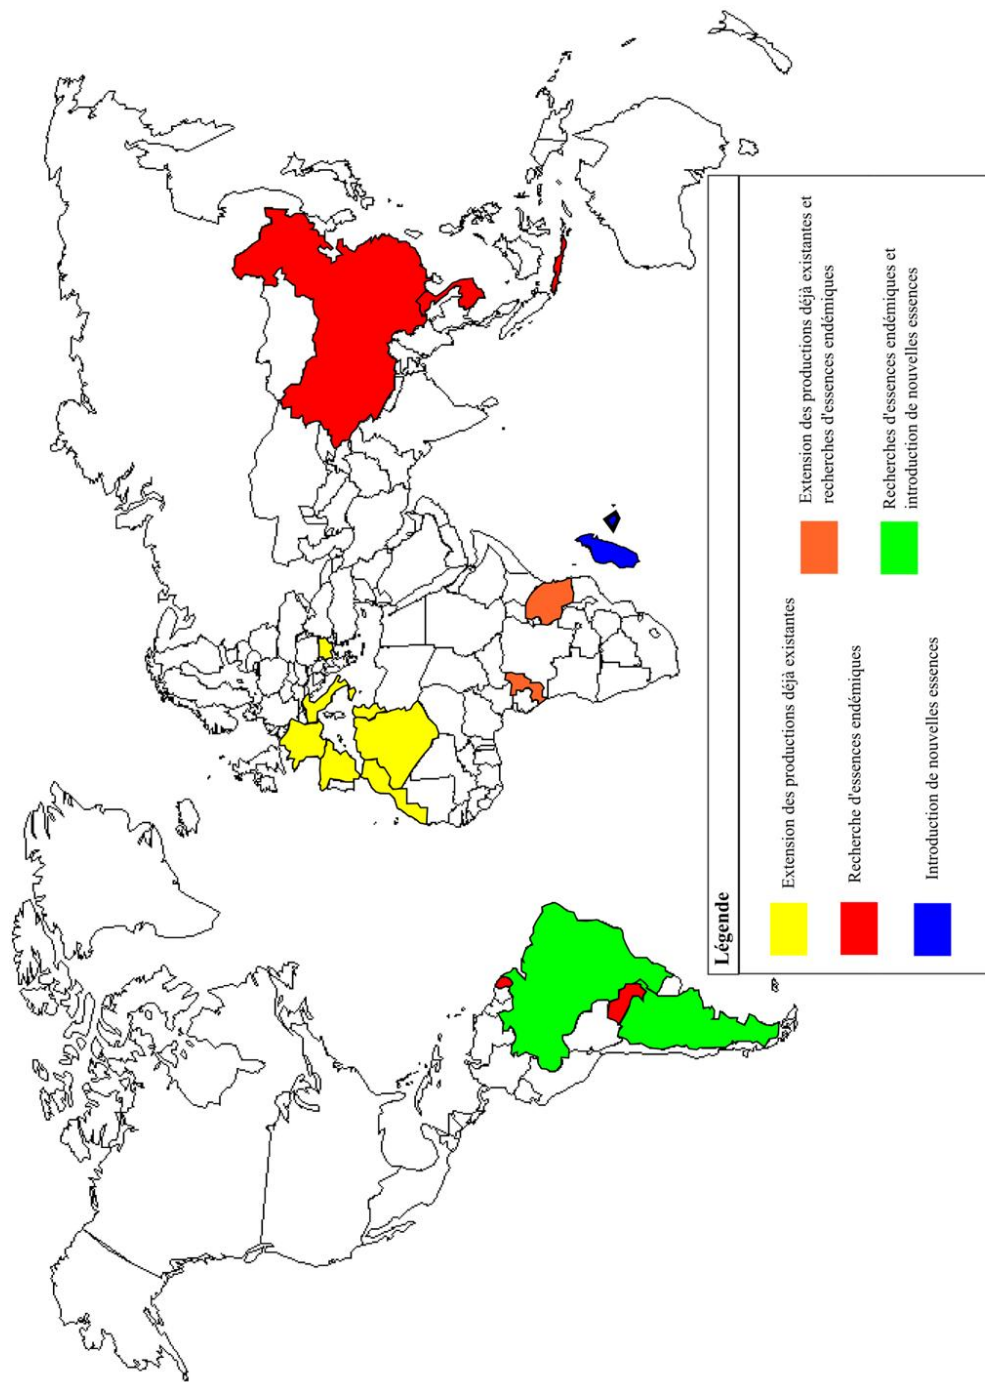 Légende
Extension des productions déjà existantes
Recherche d'essences endémiques
Introduction de nouvelles essences
Extension des productions déjà existantes et
recherches d'essences endémiques
Recherches d'essences endémiques et
introduction de nouvelles essences